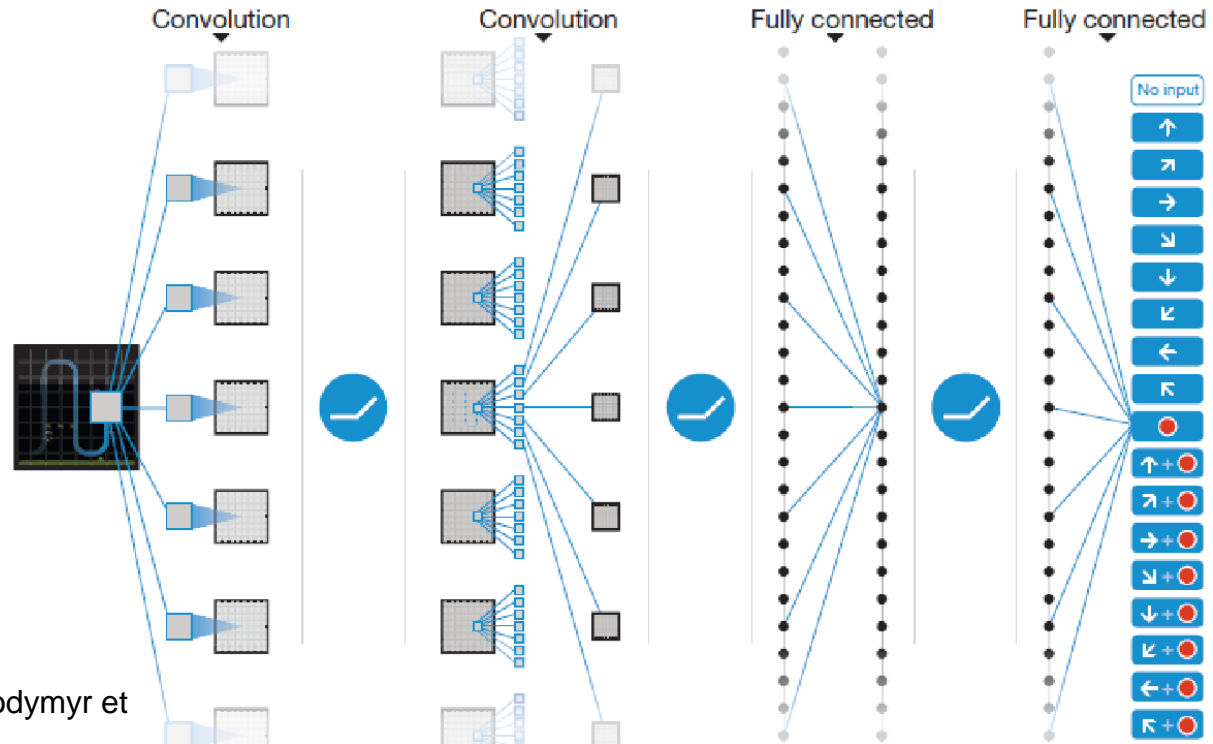 Convolution
Convolution
Fully connected
Fully connected
No input
↑
↗
→
↘
↓
↙
←
↖
↑+
↗+
→+
↘+
↓+
↙+
←+
↖+
odymyr et